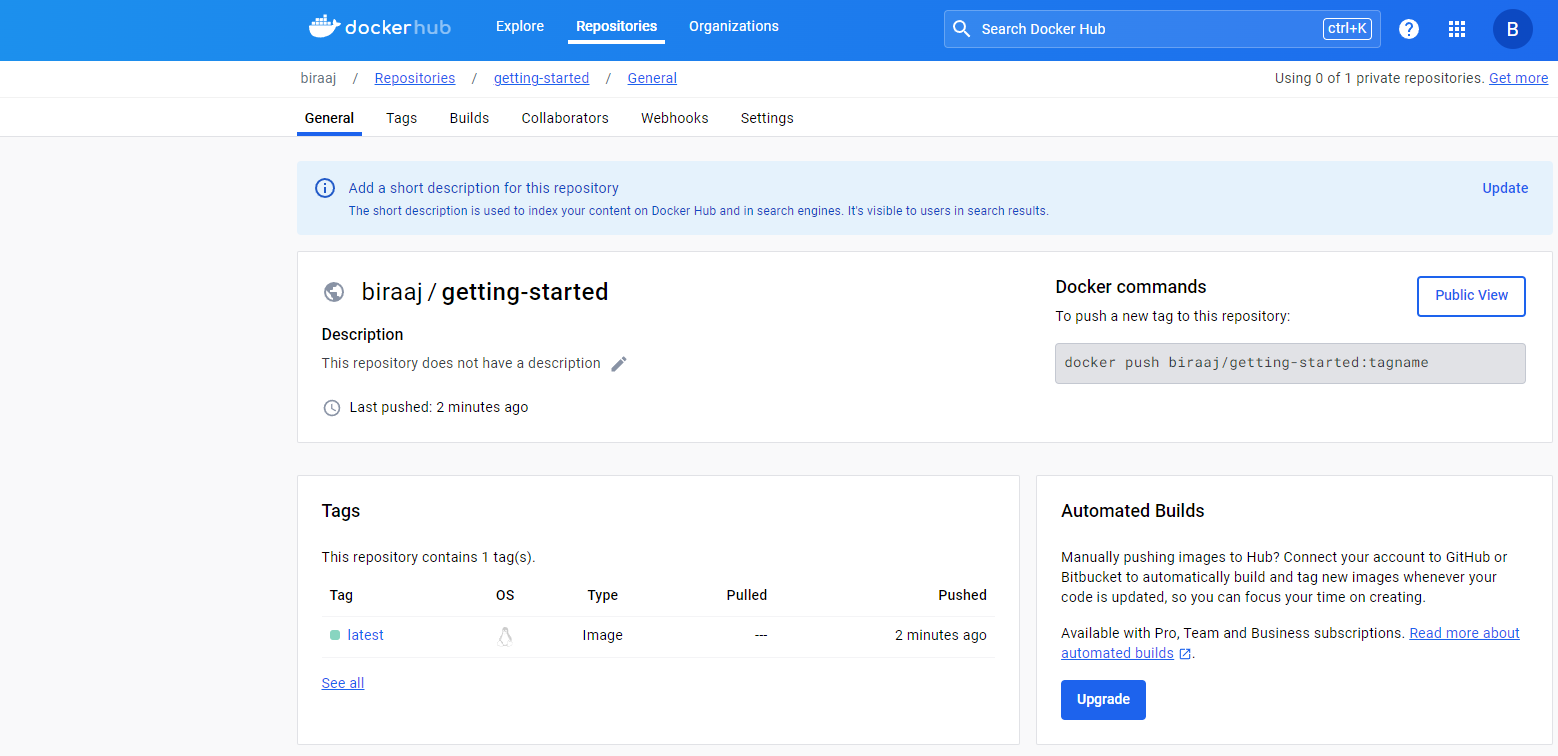 docker hub Explore Repositories Organizations Search Docker Hub ctrl+K ? B
biraaj / Repositories / getting-started / General Using 0 of 1 private repositories. Get more
General Tags Builds Collaborators Webhooks Settings
Add a short description for this repository Update
The short description is used to index your content on Docker Hub and in search engines. It's visible to users in search results.
biraaj / getting-started
Description
This repository does not have a description
Last pushed: 2 minutes ago
Docker commands Public View
To push a new tag to this repository:
docker push biraaj/getting-started:tagname
Tags
This repository contains 1 tag(s).
Tag OS Type Pulled Pushed
latest Image --- 2 minutes ago
See all
Automated Builds
Manually pushing images to Hub? Connect your account to GitHub or
Bitbucket to automatically build and tag new images whenever your
code is updated, so you can focus your time on creating.
Available with Pro, Team and Business subscriptions. Read more about
automated builds .
Upgrade